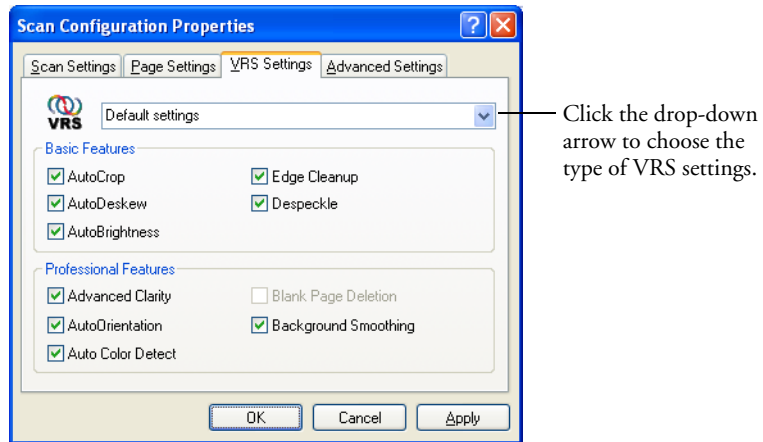 Scan Configuration Properties
Scan Settings Page Settings VRS Settings Advanced Settings
VRS Default settings
Click the drop-down
arrow to choose the
type of VRS settings.
Basic Features
AutoCrop Edge Cleanup
AutoDeskew Despeckle
AutoBrightness
Professional Features
Advanced Clarity Blank Page Deletion
AutoOrientation Background Smoothing
Auto Color Detect
OK Cancel Apply